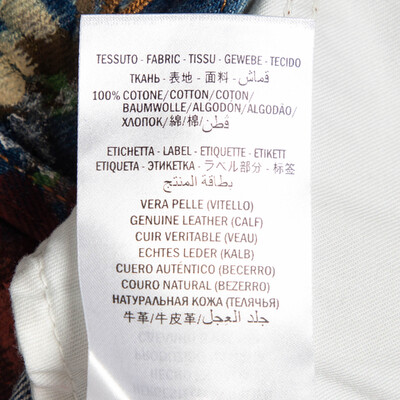 TESSUTO - FABRIC - TISSU - GEWEBE - TECIDO
ТКАНЬ - 表地 - 面料 - قماش
100% COTONE/COTTON/COTON/
BAUMWOLLE/ALGODÓN/ALGODÃO/
ХЛОПОК/綿/棉/قطن
ETICHETTA - LABEL - ETIQUETTE - ETIKETT
ETIQUETA - ЭТИКЕТКА - ラベル部分 - 标签
بطاقة المنتج
VERA PELLE (VITELLO)
GENUINE LEATHER (CALF)
CUIR VERITABLE (VEAU)
ECHTES LEDER (KALB)
CUERO AUTÉNTICO (BECERRO)
COURO NATURAL (BEZERRO)
НАТУРАЛЬНАЯ КОЖА (ТЕЛЯЧЬЯ)
牛革/牛皮革/جلد العجل